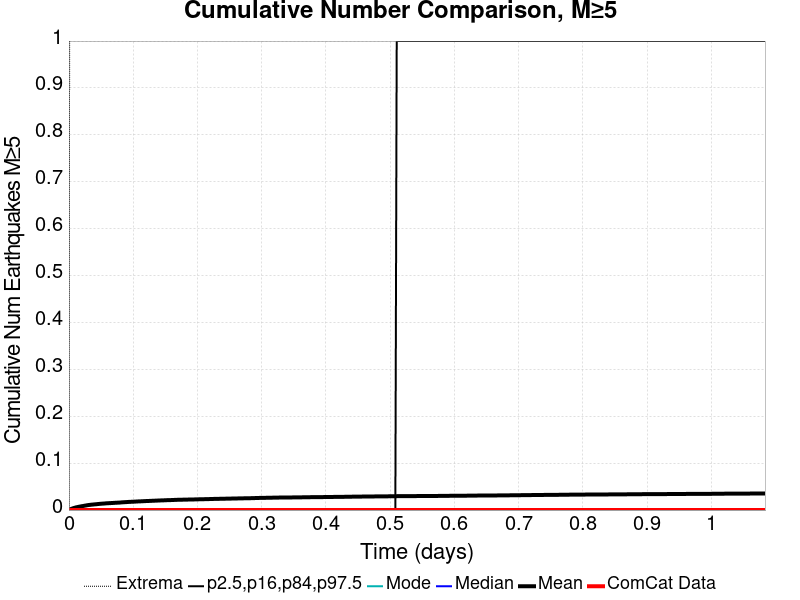 Cumulative Number Comparison, M≥5
Cumulative Num Earthquakes M≥5
1
0.9
0.8
0.7
0.6
0.5
0.4
0.3
0.2
0.1
0
0 0.1 0.2 0.3 0.4 0.5 0.6 0.7 0.8 0.9 1
Time (days)
Extrema p2.5,p16,p84,p97.5 Mode Median Mean ComCat Data